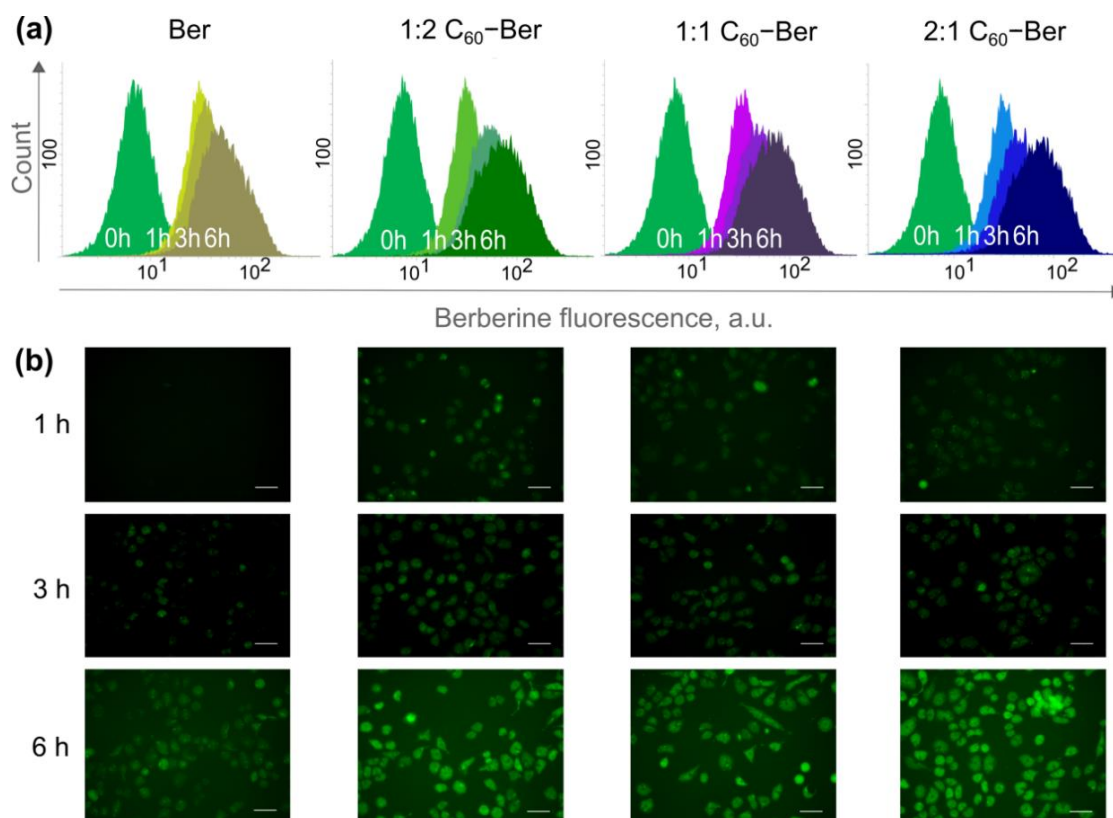 (a) Ber 1:2 C₆₀−Ber 1:1 C₆₀−Ber 2:1 C₆₀−Ber
Count
100 100 100 100
0h 1h 3h 6h 0h 1h 3h 6h 0h 1h 3h 6h 0h 1h 3h 6h
10¹ 10² 10¹ 10² 10¹ 10² 10¹ 10²
Berberine fluorescence, a.u.
(b)
1 h
3 h
6 h